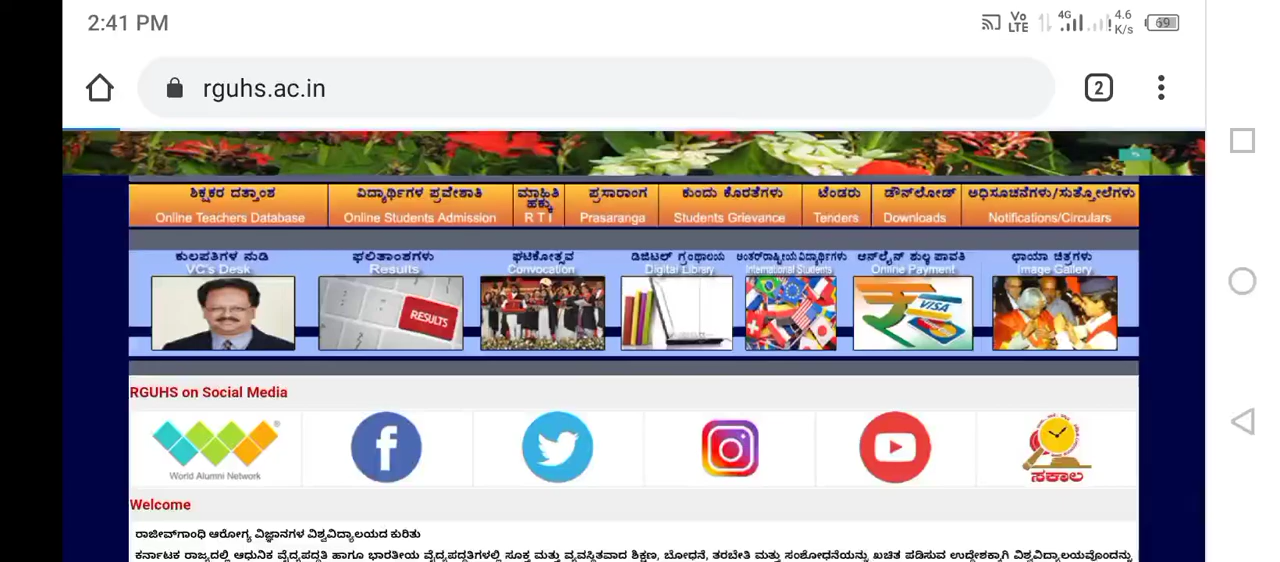 2:41 PM
Vo LTE 4G 4.6 K/s 69
rguhs.ac.in
2
ಶಿಕ್ಷಕರ ದತ್ತಾಂಶ ವಿದ್ಯಾರ್ಥಿಗಳ ಪ್ರವೇಶಾತಿ ಮಾಹಿತಿ ಹಕ್ಕು ಪ್ರಸಾರಾಂಗ ಕುಂದು ಕೊರತೆಗಳು ಟೆಂಡರು ಡೌನ್‌ಲೋಡ್ ಅಧಿಸೂಚನೆಗಳು/ಸುತ್ತೋಲೆಗಳು
Online Teachers Database Online Students Admission R T I Prasaranga Students Grievance Tenders Downloads Notifications/Circulars
ಕುಲಪತಿಗಳ ನುಡಿ ಫಲಿತಾಂಶಗಳು ಘಟಿಕೋತ್ಸವ ಡಿಜಿಟಲ್ ಗ್ರಂಥಾಲಯ ಅಂತರ್‌ರಾಷ್ಟ್ರೀಯ ವಿದ್ಯಾರ್ಥಿಗಳು ಆನ್‌ಲೈನ್ ಶುಲ್ಕ ಪಾವತಿ ಛಾಯಾ ಚಿತ್ರಗಳು
VC's Desk Results Convocation Digital Library International Students Online Payment Image Gallery
RESULTS
VISA
RGUHS on Social Media
World Alumni Network
ಸಕಾಲ
Welcome
ರಾಜೀವ್‌ಗಾಂಧಿ ಆರೋಗ್ಯ ವಿಜ್ಞಾನಗಳ ವಿಶ್ವವಿದ್ಯಾಲಯದ ಕುರಿತು
ಕರ್ನಾಟಕ ರಾಜ್ಯದಲ್ಲಿ ಆಧುನಿಕ ವೈದ್ಯಪದ್ಧತಿ ಹಾಗೂ ಭಾರತೀಯ ವೈದ್ಯಪದ್ಧತಿಗಳಲ್ಲಿ ಸೂಕ್ತ ಮತ್ತು ವ್ಯವಸ್ಥಿತವಾದ ಶಿಕ್ಷಣ, ಬೋಧನೆ, ತರಬೇತಿ ಮತ್ತು ಸಂಶೋಧನೆಯನ್ನು ಖಚಿತ ಪಡಿಸುವ ಉದ್ದೇಶಕ್ಕಾಗಿ ವಿಶ್ವವಿದ್ಯಾಲಯವೊಂದನ್ನು